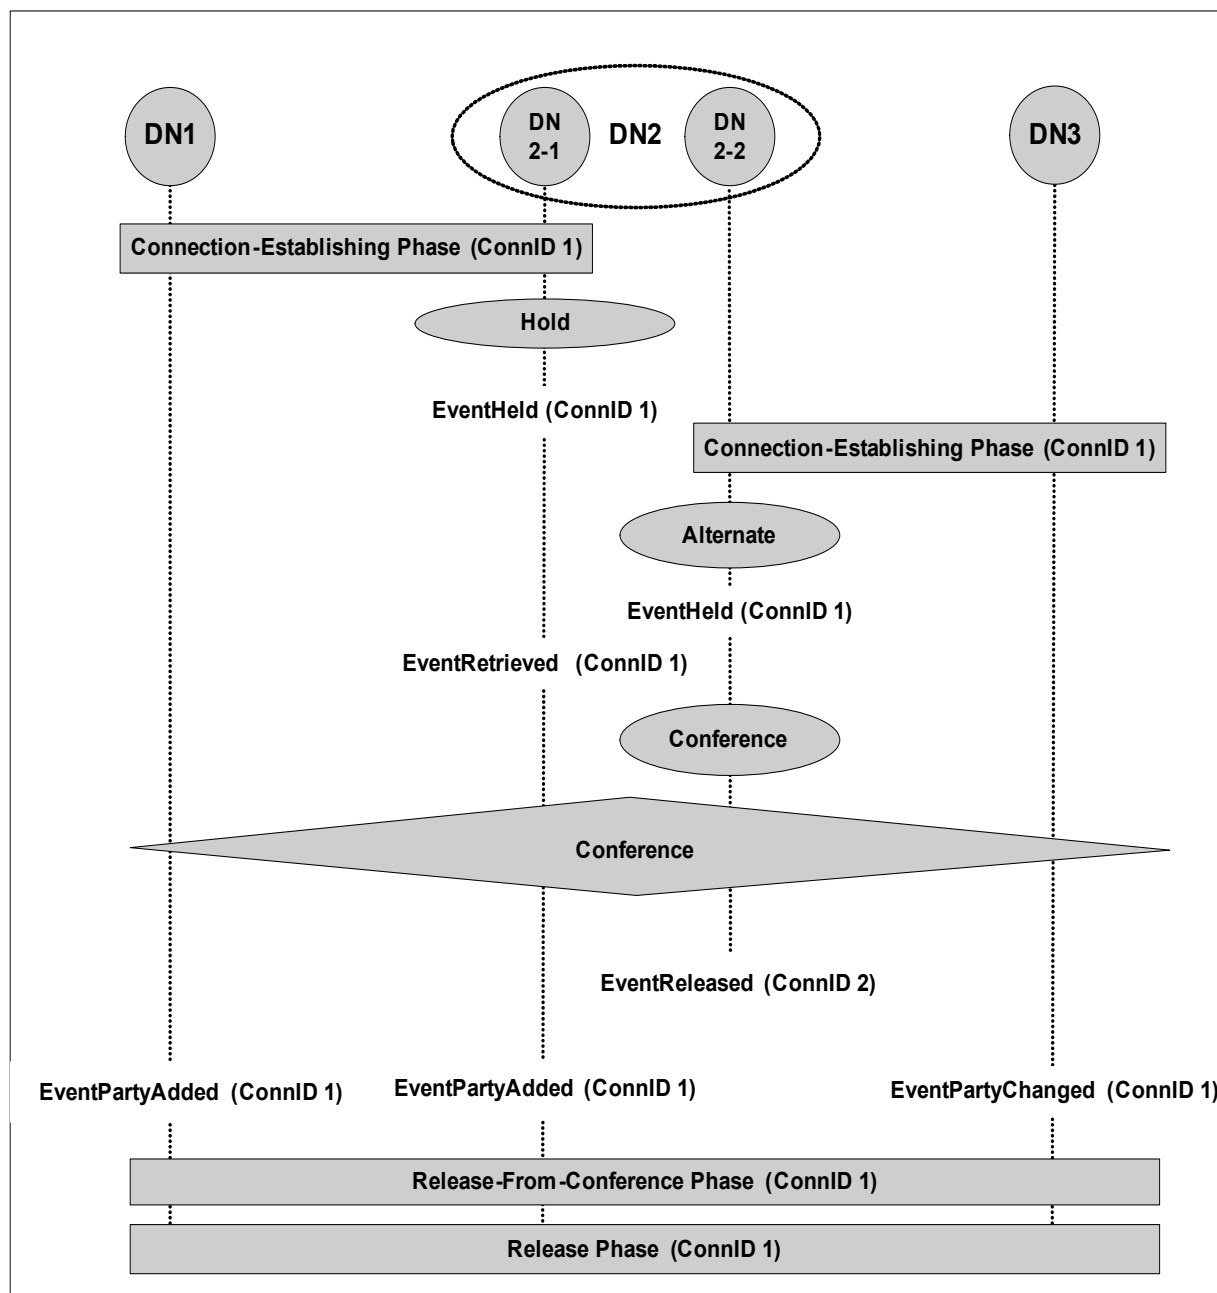 DN1
DN
2-1
DN2
DN
2-2
DN3
Connection-Establishing Phase (ConnID 1)
Hold
EventHeld (ConnID 1)
Connection-Establishing Phase (ConnID 1)
Alternate
EventHeld (ConnID 1)
EventRetrieved (ConnID 1)
Conference
Conference
EventReleased (ConnID 2)
EventPartyAdded (ConnID 1)
EventPartyAdded (ConnID 1)
EventPartyChanged (ConnID 1)
Release-From-Conference Phase (ConnID 1)
Release Phase (ConnID 1)